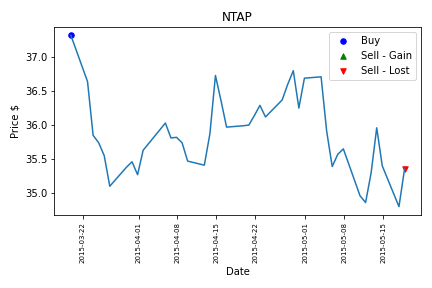 NTAP
Buy
Sell - Gain
Sell - Lost
Price $
37.0
36.5
36.0
35.5
35.0
2015-03-22
2015-04-01
2015-04-08
2015-04-15
2015-04-22
2015-05-01
2015-05-08
2015-05-15
Date